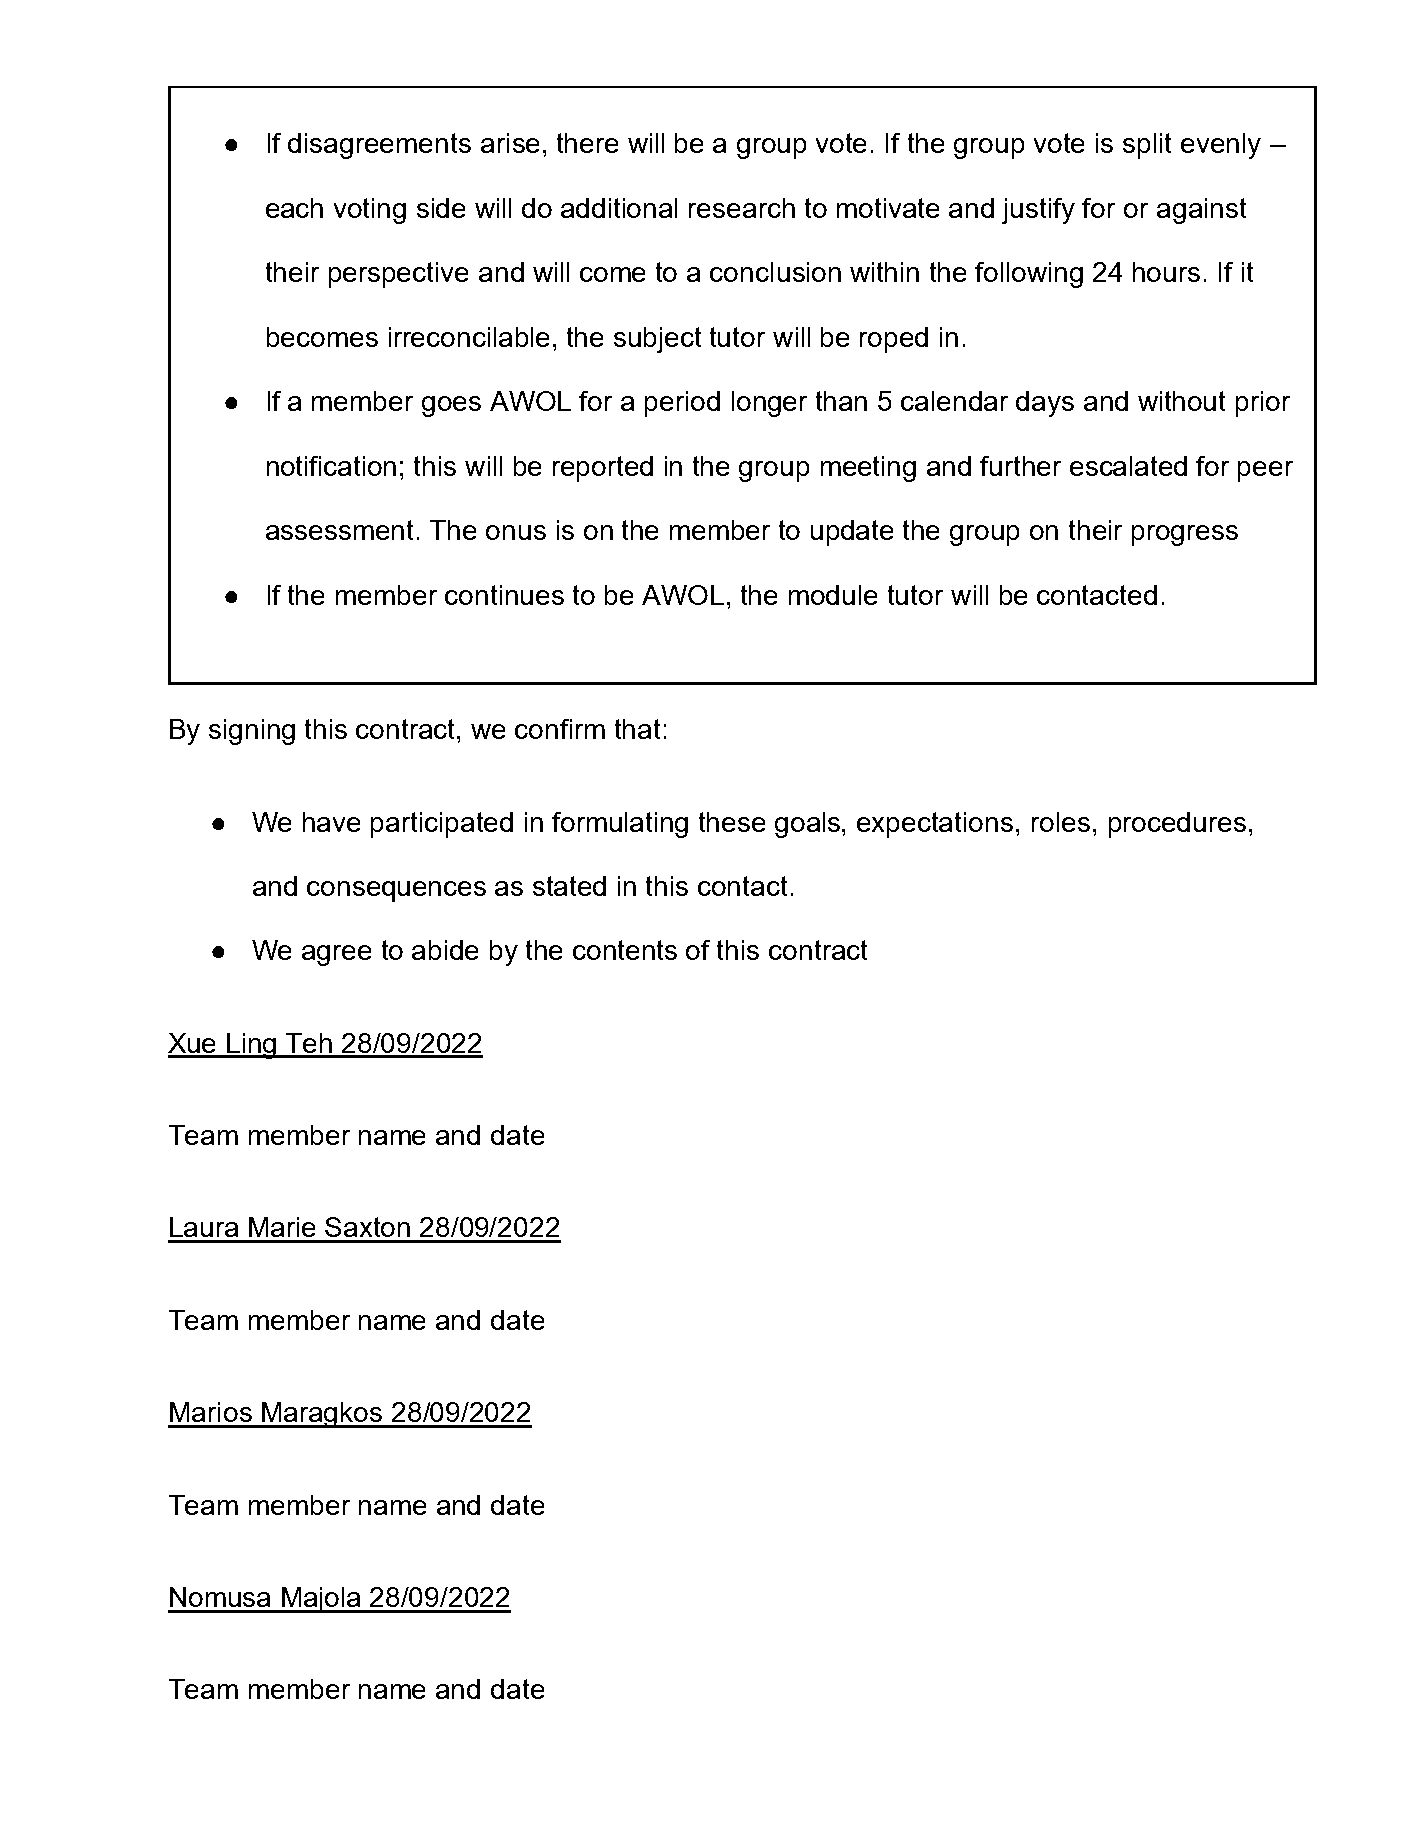 ● If disagreements arise, there will be a group vote. If the group vote is split evenly –
each voting side will do additional research to motivate and justify for or against
their perspective and will come to a conclusion within the following 24 hours. If it
becomes irreconcilable, the subject tutor will be roped in.
● If a member goes AWOL for a period longer than 5 calendar days and without prior
notification; this will be reported in the group meeting and further escalated for peer
assessment. The onus is on the member to update the group on their progress
● If the member continues to be AWOL, the module tutor will be contacted.
By signing this contract, we confirm that:
● We have participated in formulating these goals, expectations, roles, procedures,
and consequences as stated in this contact.
● We agree to abide by the contents of this contract
Xue Ling Teh 28/09/2022
Team member name and date
Laura Marie Saxton 28/09/2022
Team member name and date
Marios Maragkos 28/09/2022
Team member name and date
Nomusa Majola 28/09/2022
Team member name and date